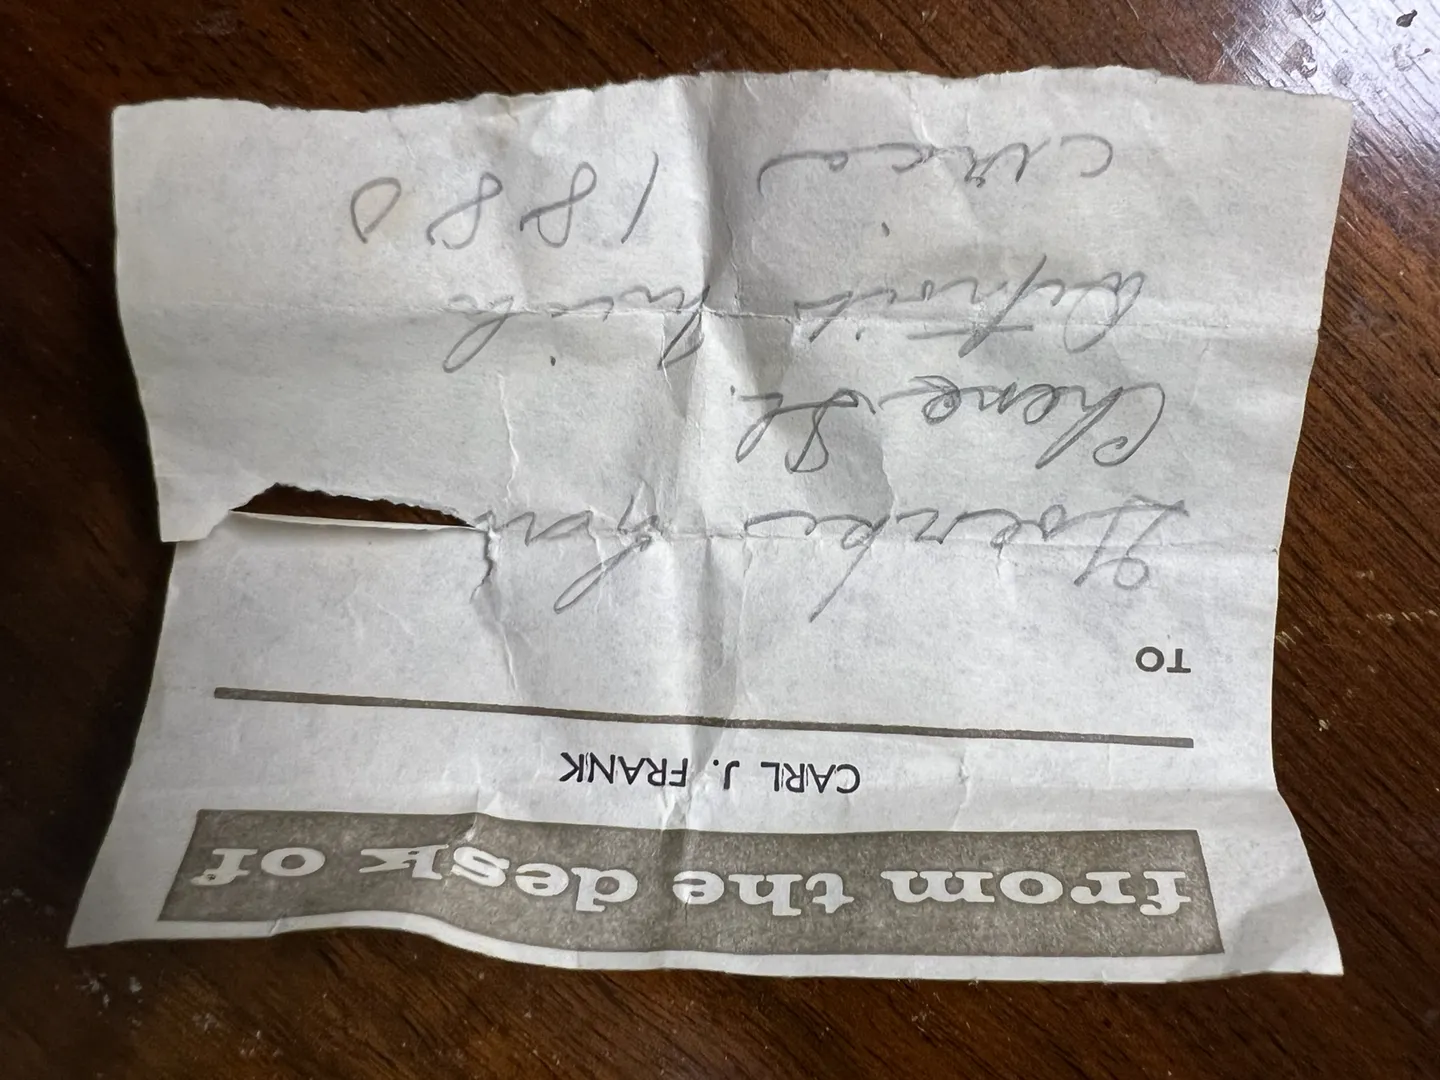 from the desk of
CARL J. FRANK
TO
Chene St.
Detroit Mich
circa 1880